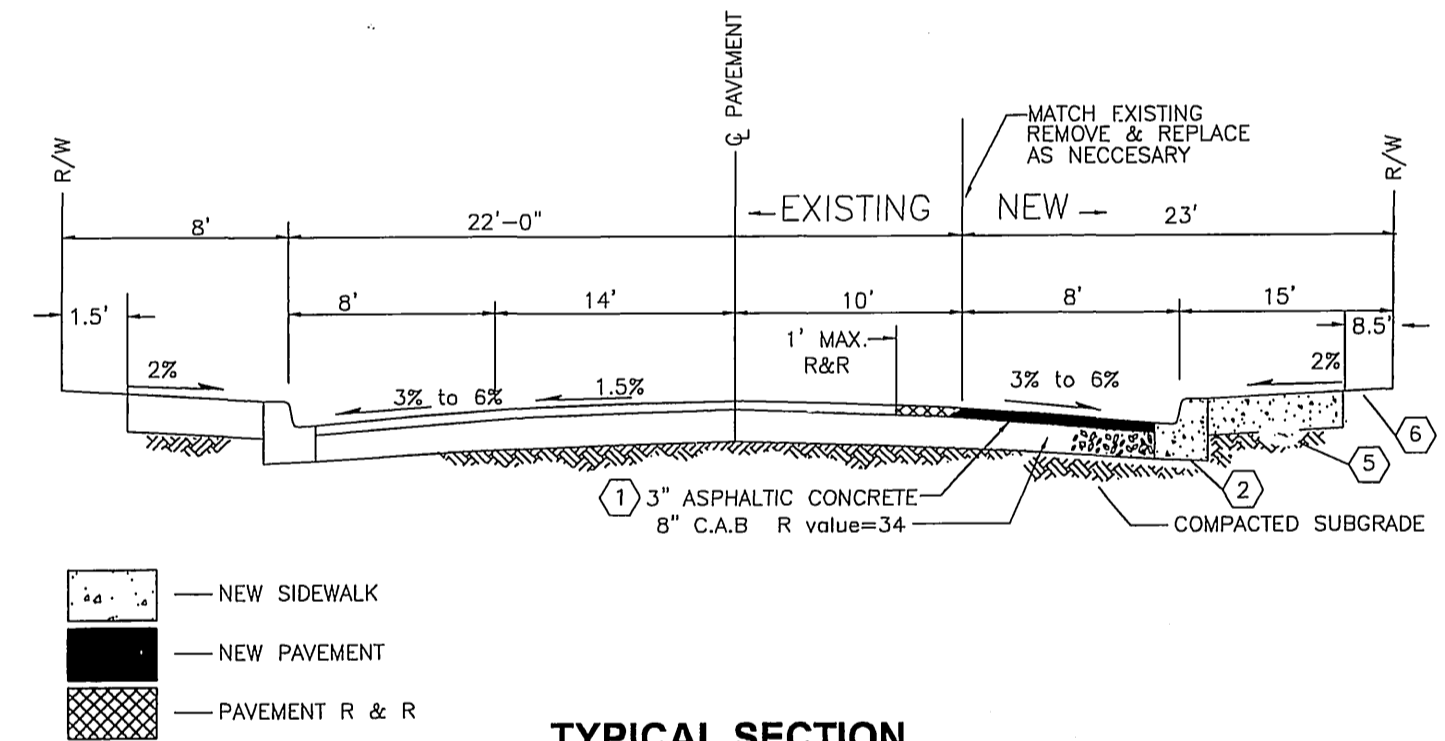 R/W
℄ PAVEMENT
MATCH EXISTING
REMOVE & REPLACE
AS NECCESARY
R/W
8'
22'-0"
EXISTING
NEW
23'
1.5'
8'
14'
10'
8'
15'
8.5'
1' MAX.
R&R
2%
3% to 6%
1.5%
3% to 6%
2%
6
5
2
1 3" ASPHALTIC CONCRETE
8" C.A.B R value=34
COMPACTED SUBGRADE
NEW SIDEWALK
NEW PAVEMENT
PAVEMENT R & R
TYPICAL SECTION